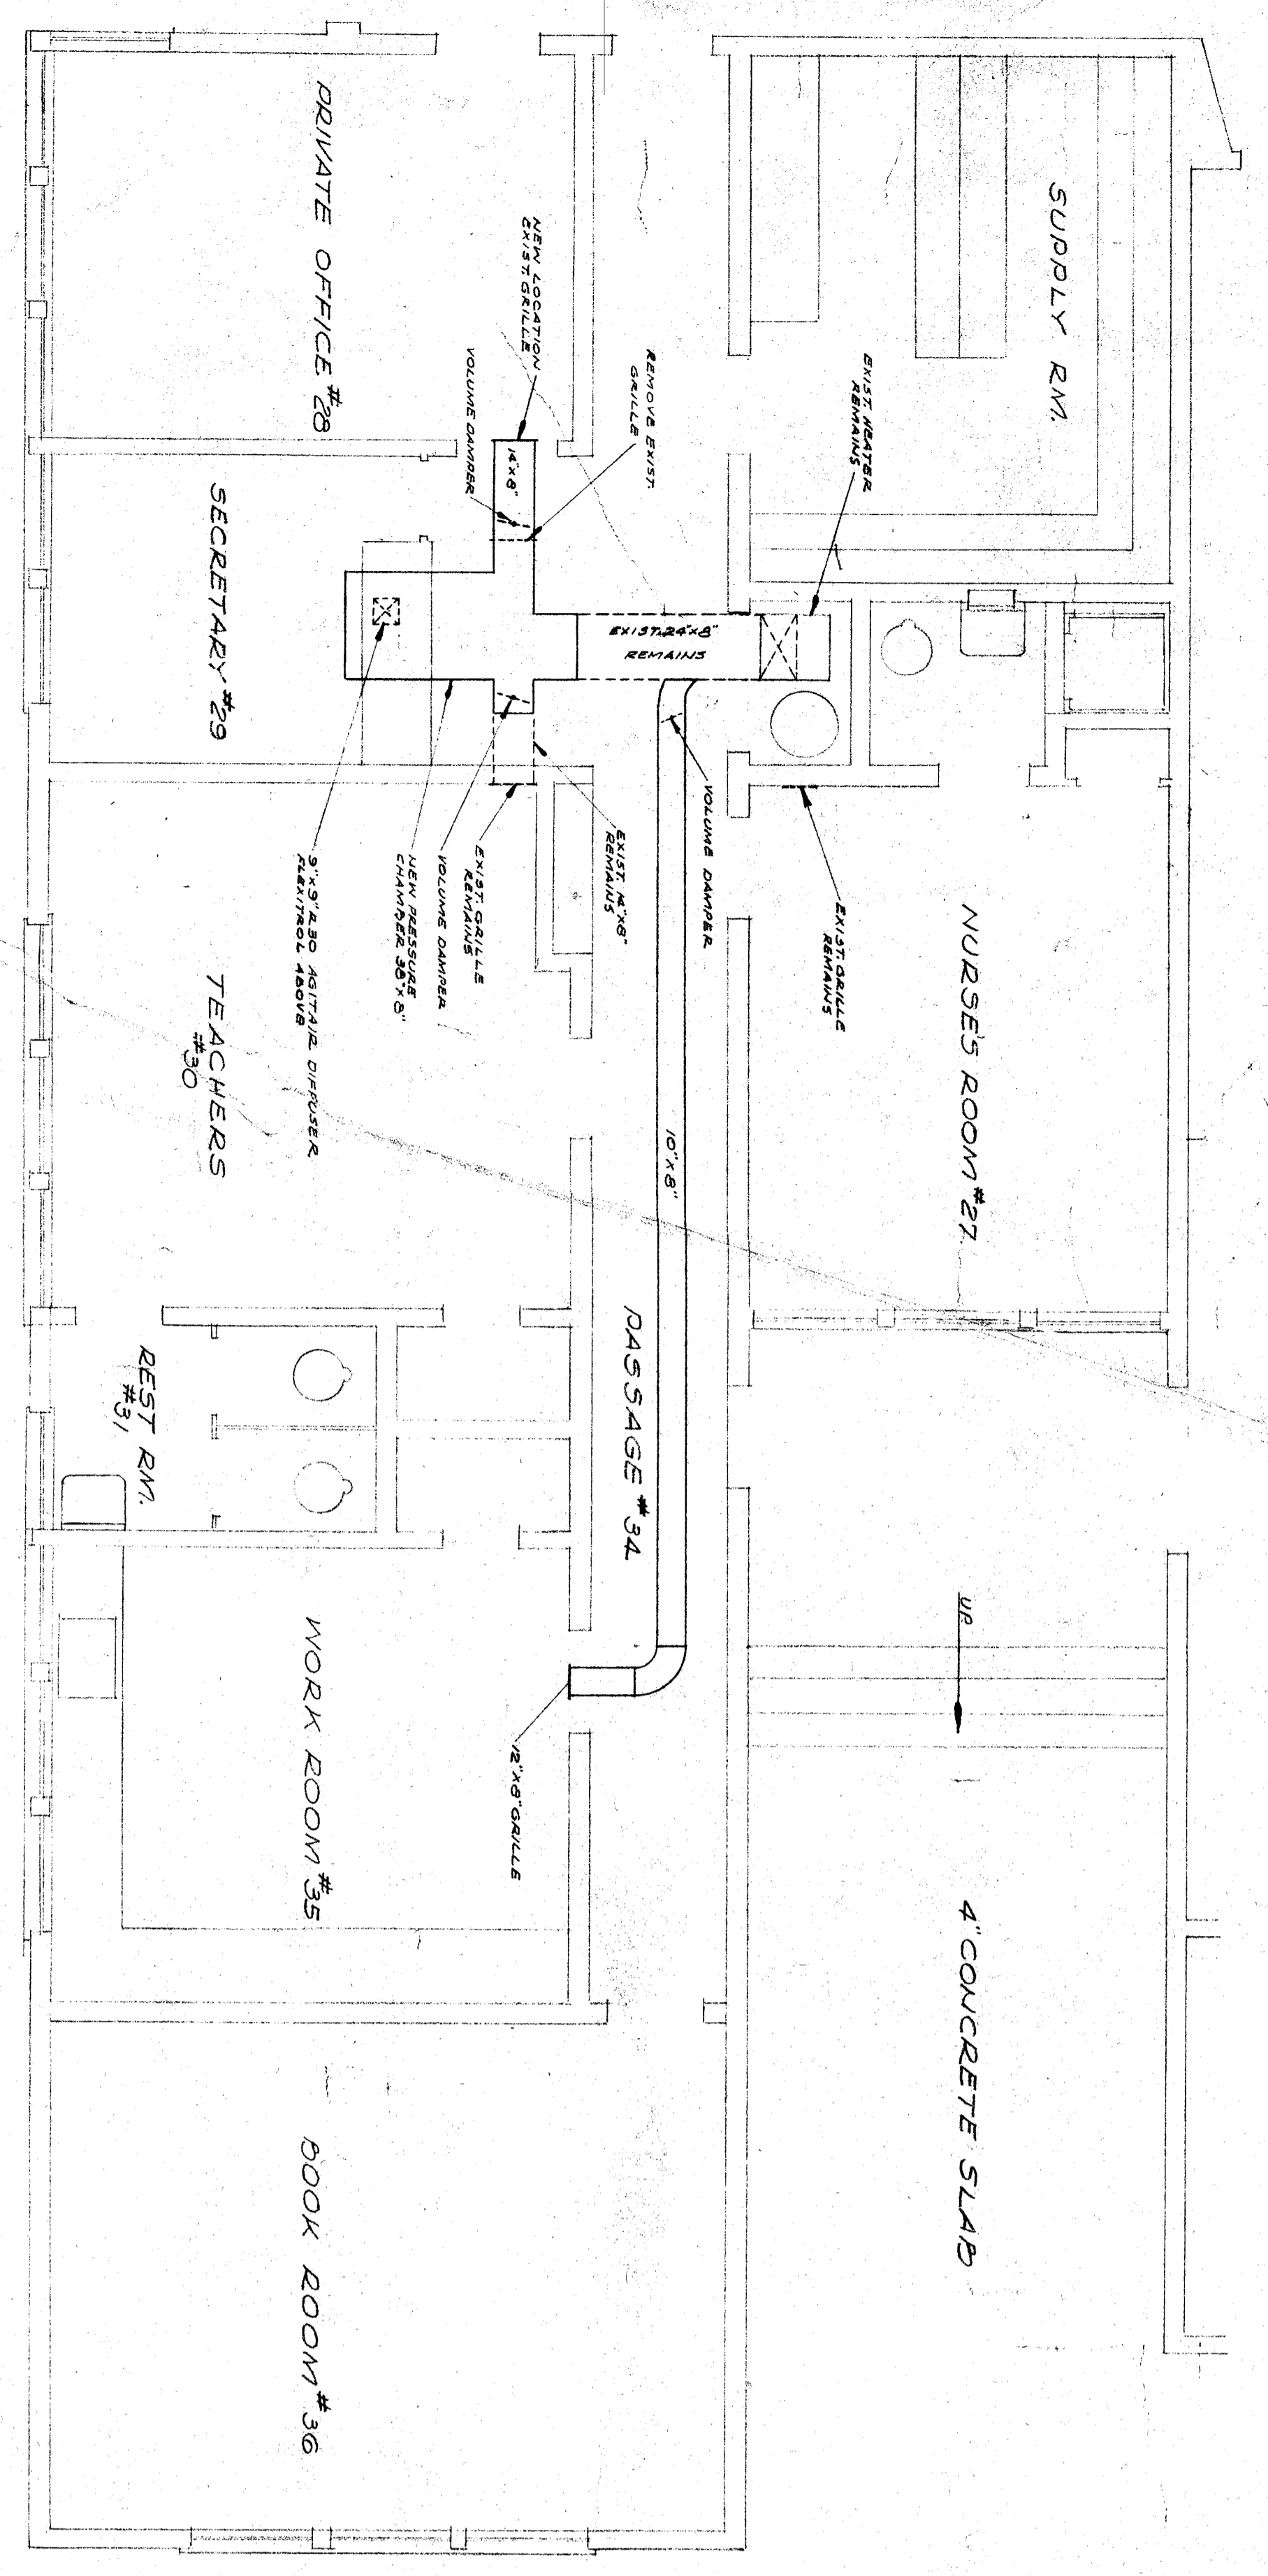 SUPPLY RM.
PRIVATE OFFICE #28
NEW LOCATION
EXIST. GRILLE
VOLUME DAMPER
REMOVE EXIST.
GRILLE
EXIST. HEATER
REMAINS
14"X8"
SECRETARY #29
EXIST. 24"X8"
REMAINS
VOLUME DAMPER
EXIST. 14"X8"
REMAINS
EXIST. GRILLE
REMAINS
VOLUME DAMPER
NEW PRESSURE
CHAMBER 38"X8"
9"X9" R30 AGITAIR DIFFUSER
FLEXITROL ABOVE
EXIST. GRILLE
REMAINS
NURSE'S ROOM #27
TEACHERS
#30
10"X8"
PASSAGE #34
REST RM.
#31
WORK ROOM #35
12"X8" GRILLE
UP
4" CONCRETE SLAB
BOOK ROOM #36